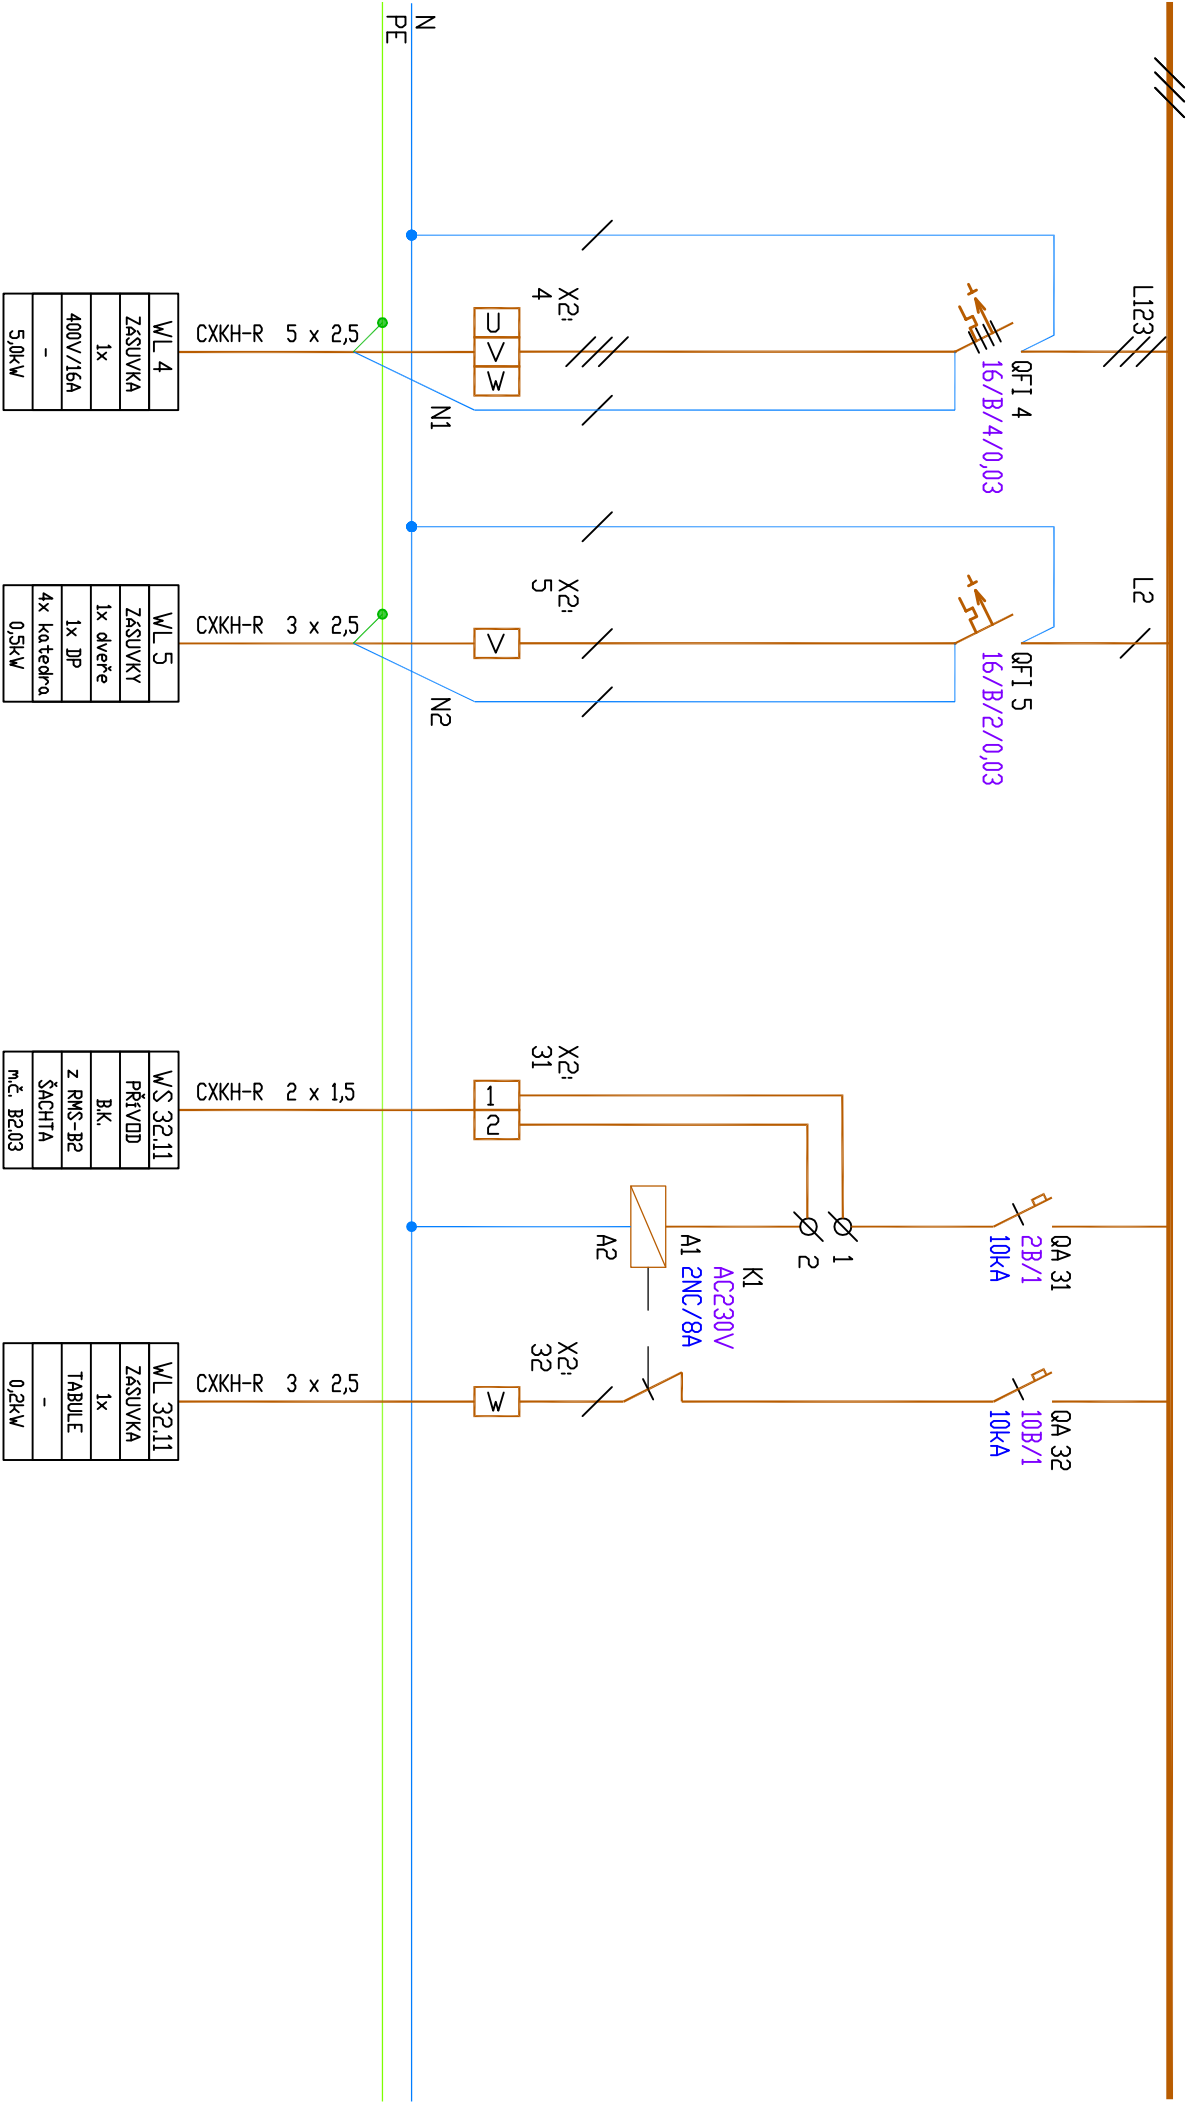 L123
QFI 4
16/B/4/0,03
X2:
4
U
V
W
N1
N
PE
CXKH-R 5 x 2,5
WL 4
ZÁSUVKA
1x
400V/16A
-
5,0kW
L2
QFI 5
16/B/2/0,03
X2:
5
V
N2
CXKH-R 3 x 2,5
WL 5
ZÁSUVKY
1x dveře
1x DP
4x katedra
0,5kW
QA 31
2B/1
10kA
1
2
K1
AC230V
A1 2NC/8A
A2
X2:
31
1
2
CXKH-R 2 x 1,5
WS 32.11
PŘÍVOD
B.K.
z RMS-B2
ŠACHTA
m.č. B2.03
QA 32
10B/1
10kA
X2:
32
W
CXKH-R 3 x 2,5
WL 32.11
ZÁSUVKA
1x
TABULE
-
0,2kW